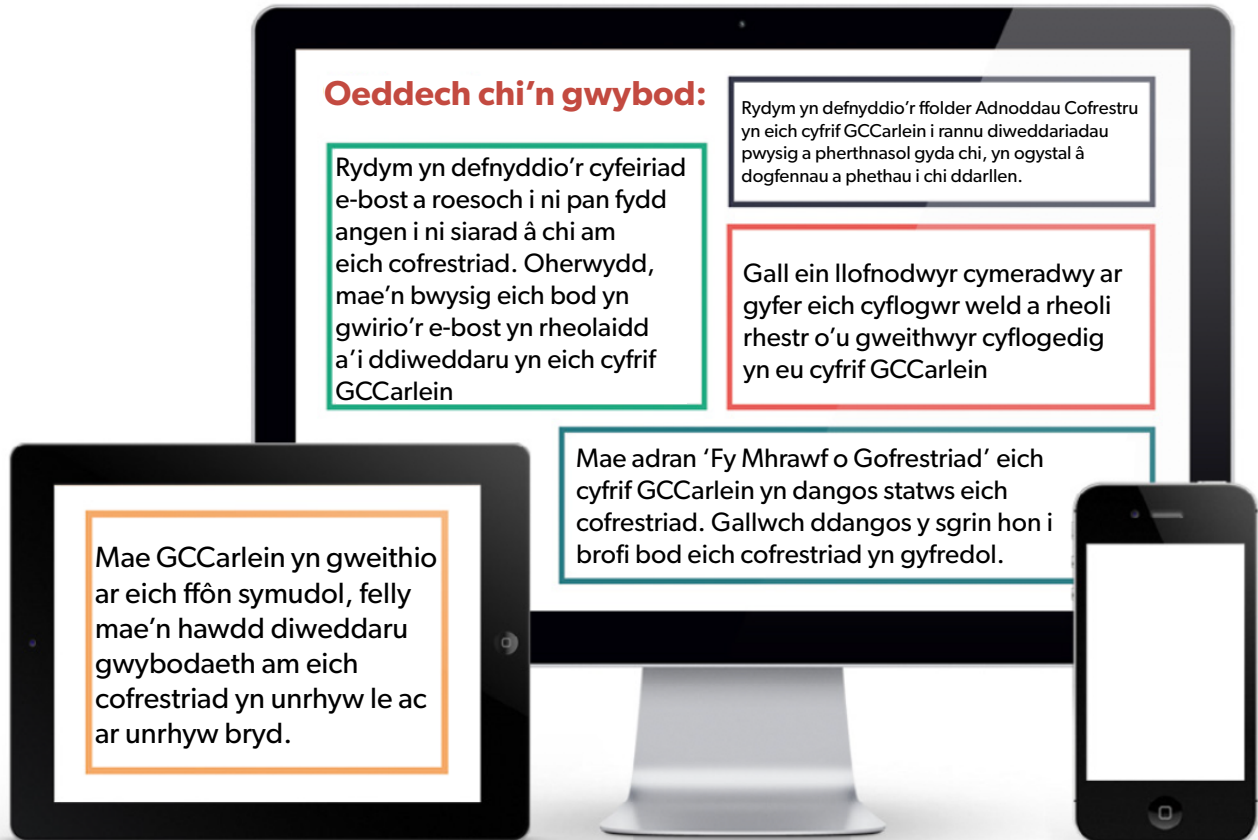 Oeddech chi’n gwybod:
Rydym yn defnyddio’r cyfeiriad
e-bost a roesoch i ni pan fydd
angen i ni siarad â chi am
eich cofrestriad. Oherwydd,
mae’n bwysig eich bod yn
gwirio’r e-bost yn rheolaidd
a’i ddiweddaru yn eich cyfrif
GCCarlein
Rydym yn defnyddio’r ffolder Adnoddau Cofrestru
yn eich cyfrif GCCarlein i rannu diweddariadau
pwysig a pherthnasol gyda chi, yn ogystal â
dogfennau a phethau i chi ddarllen.
Gall ein llofnodwyr cymeradwy ar
gyfer eich cyflogwr weld a rheoli
rhestr o’u gweithwyr cyflogedig
yn eu cyfrif GCCarlein
Mae adran ‘Fy Mhrawf o Gofrestriad’ eich
cyfrif GCCarlein yn dangos statws eich
cofrestriad. Gallwch ddangos y sgrin hon i
brofi bod eich cofrestriad yn gyfredol.
Mae GCCarlein yn gweithio
ar eich ffôn symudol, felly
mae’n hawdd diweddaru
gwybodaeth am eich
cofrestriad yn unrhyw le ac
ar unrhyw bryd.